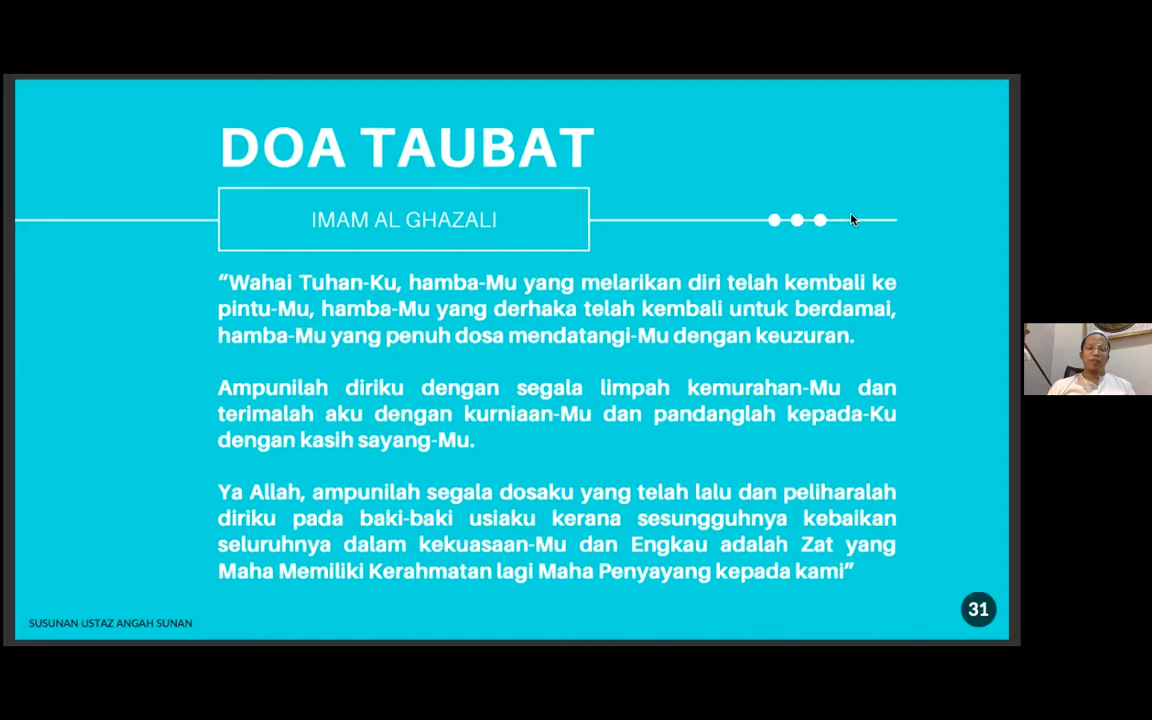 DOA TAUBAT
IMAM AL GHAZALI
“Wahai Tuhan-Ku, hamba-Mu yang melarikan diri telah kembali ke
pintu-Mu, hamba-Mu yang derhaka telah kembali untuk berdamai,
hamba-Mu yang penuh dosa mendatangi-Mu dengan keuzuran.
Ampunilah diriku dengan segala limpah kemurahan-Mu dan
terimalah aku dengan kurniaan-Mu dan pandanglah kepada-Ku
dengan kasih sayang-Mu.
Ya Allah, ampunilah segala dosaku yang telah lalu dan peliharalah
diriku pada baki-baki usiaku kerana sesungguhnya kebaikan
seluruhnya dalam kekuasaan-Mu dan Engkau adalah Zat yang
Maha Memiliki Kerahmatan lagi Maha Penyayang kepada kami”
31
SUSUNAN USTAZ ANGAH SUNAN